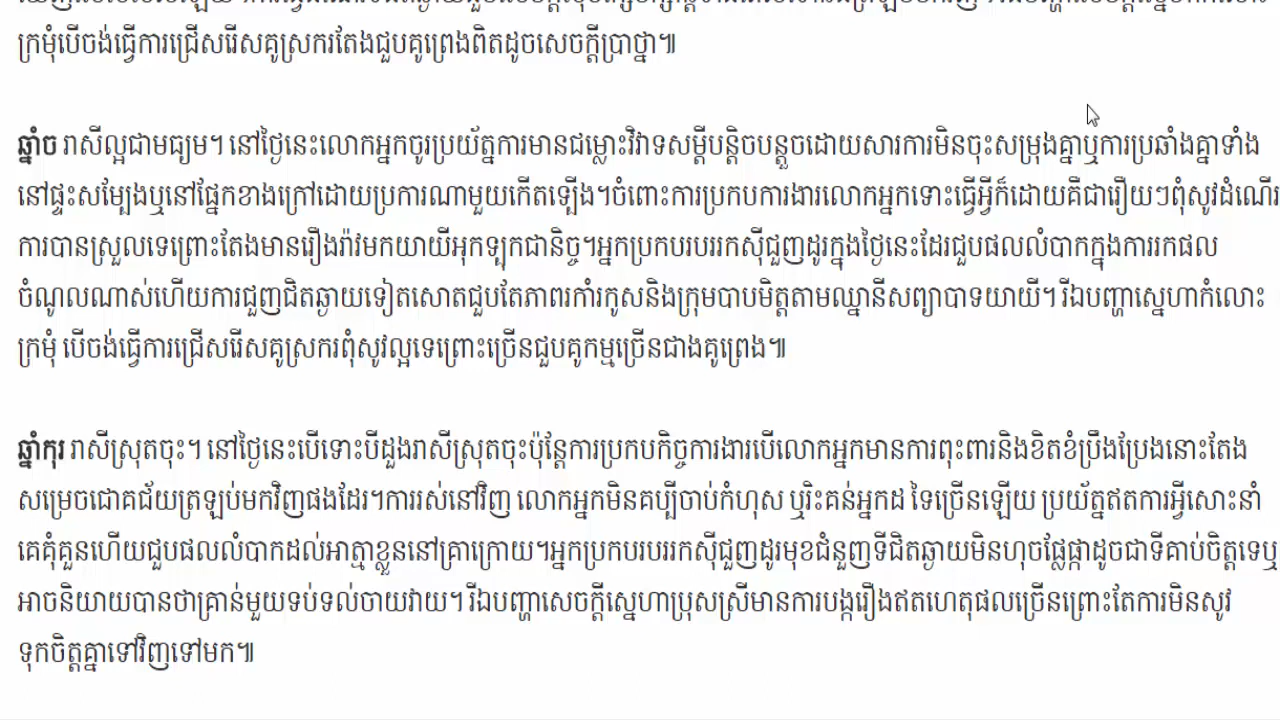 ក្រមុំបើចង់ធ្វើការជ្រើសរើសគូស្រករតែងជួបគូព្រេងពិតដូចសេចក្តីប្រាថ្នា៕
ឆ្នាំច រាសីល្អជាមធ្យម។ នៅថ្ងៃនេះលោកអ្នកចូរប្រយ័ត្នការមានជម្លោះវិវាទសម្តីបន្តិចបន្តួចដោយសារការមិនចុះសម្រុងគ្នាឬការប្រឆាំងគ្នាទាំង
នៅផ្ទះសម្បែងឬនៅផ្នែកខាងក្រៅដោយប្រការណាមួយកើតឡើង។ចំពោះការប្រកបការងារលោកអ្នកទោះធ្វើអ្វីក៏ដោយគឺជារឿយៗពុំសូវដំណើរ
ការបានស្រួលទេព្រោះតែងមានរឿងរ៉ាវមកយាយីអុកឡុកជានិច្ច។អ្នកប្រកបរបររកស៊ីជួញដូរក្នុងថ្ងៃនេះដែរជួបផលលំបាកក្នុងការរកផល
ចំណូលណាស់ហើយការជួញជិតឆ្ងាយទៀតសោតជួបតែភាពរកាំរកូសនិងក្រុមបាបមិត្តតាមឈ្នានីសព្យាបាទយាយី។ រីឯបញ្ហាស្នេហាកំលោះ
ក្រមុំ បើចង់ធ្វើការជ្រើសរើសគូស្រករពុំសូវល្អទេព្រោះច្រើនជួបគូកម្មច្រើនជាងគូព្រេង៕
ឆ្នាំកុរ រាសីស្រុតចុះ។ នៅថ្ងៃនេះបើទោះបីដួងរាសីស្រុតចុះប៉ុន្តែការប្រកបកិច្ចការងារបើលោកអ្នកមានការពុះពារនិងខិតខំប្រឹងប្រែងនោះតែង
សម្រេចជោគជ័យត្រឡប់មកវិញផងដែរ។ការរស់នៅវិញ លោកអ្នកមិនគប្បីចាប់កំហុស ឬរិះគន់អ្នកដ ទៃច្រើនឡើយ ប្រយ័ត្នឥតការអ្វីសោះនាំ
គេគុំគួនហើយជួបផលលំបាកដល់អាត្មាខ្លួននៅគ្រាក្រោយ។អ្នកប្រកបរបររកស៊ីជួញដូរមុខជំនួញទីជិតឆ្ងាយមិនហុចផ្លែផ្កាដូចជាទីគាប់ចិត្តទេឬ
អាចនិយាយបានថាគ្រាន់មួយទប់ទល់ចាយវាយ។ រីឯបញ្ហាសេចក្តីស្នេហាប្រុសស្រីមានការបង្ករឿងឥតហេតុផលច្រើនព្រោះតែការមិនសូវ
ទុកចិត្តគ្នាទៅវិញទៅមក៕